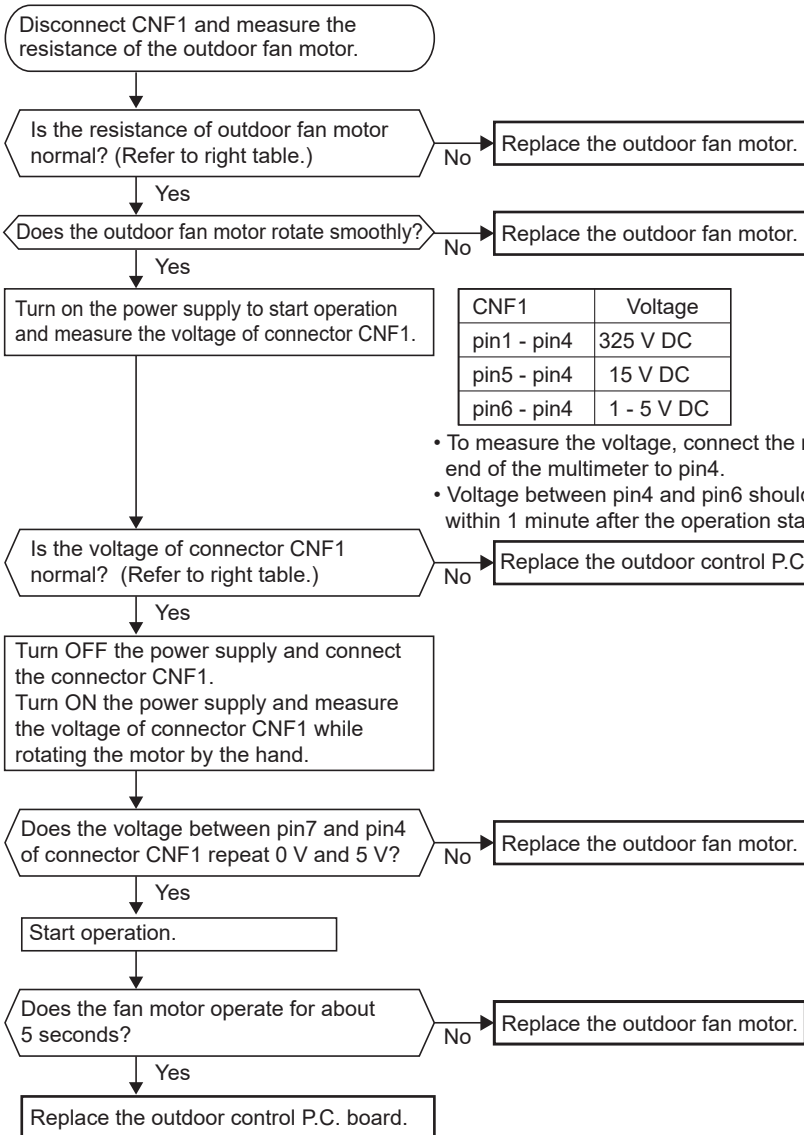 Disconnect CNF1 and measure the
resistance of the outdoor fan motor.
Is the resistance of outdoor fan motor
normal? (Refer to right table.)
No
Replace the outdoor fan motor.
Yes
Does the outdoor fan motor rotate smoothly?
No
Replace the outdoor fan motor.
Yes
Turn on the power supply to start operation
and measure the voltage of connector CNF1.
CNF1 Voltage
pin1 - pin4 325 V DC
pin5 - pin4 15 V DC
pin6 - pin4 1 - 5 V DC
• To measure the voltage, connect the
end of the multimeter to pin4.
• Voltage between pin4 and pin6
within 1 minute after the operation
Is the voltage of connector CNF1
normal? (Refer to right table.)
No
Replace the outdoor control
Yes
Turn OFF the power supply and connect
the connector CNF1.
Turn ON the power supply and measure
the voltage of connector CNF1 while
rotating the motor by the hand.
Does the voltage between pin7 and pin4
of connector CNF1 repeat 0 V and 5 V?
No
Replace the outdoor fan motor.
Yes
Start operation.
Does the fan motor operate for about
5 seconds?
No
Replace the outdoor fan motor.
Yes
Replace the outdoor control P.C. board.